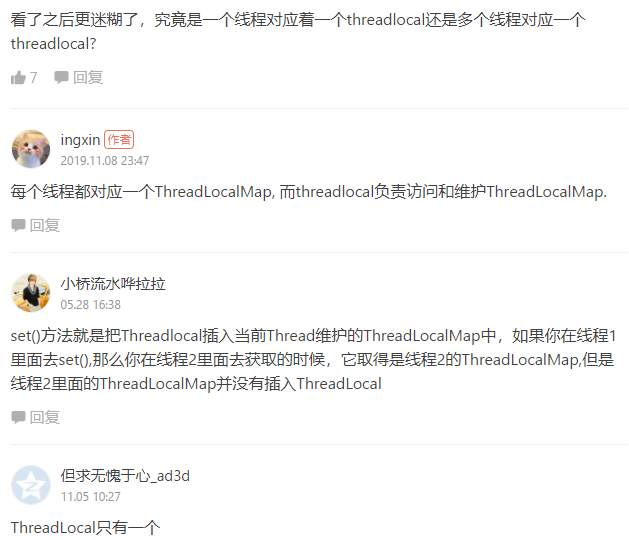 看了之后更迷糊了，究竟是一个线程对应着一个threadlocal还是多个线程对应一个
threadlocal?
7 回复
ingxin 作者
2019.11.08 23:47
每个线程都对应一个ThreadLocalMap, 而threadlocal负责访问和维护ThreadLocalMap.
回复
小桥流水哗拉拉
05.28 16:38
set()方法就是把Threadlocal插入当前Thread维护的ThreadLocalMap中，如果你在线程1
里面去set(),那么你在线程2里面去获取的时候，它取得是线程2的ThreadLocalMap,但是
线程2里面的ThreadLocalMap并没有插入ThreadLocal
回复
但求无愧于心_ad3d
11.05 10:27
ThreadLocal只有一个